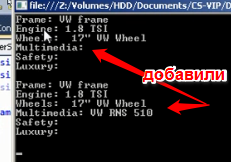 file:///Z:/Volumes/HDD/Documents/CS-VIP/D
Frame: VW frame
Engine: 1.8 TSI
Wheels:  17" VW Wheel
Multimedia:
Safety:
Luxury:
добавили
Frame: VW frame
Engine: 1.8 TSI
Wheels:  17" VW Wheel
Multimedia: VV RNS 510
Safety:
Luxury: